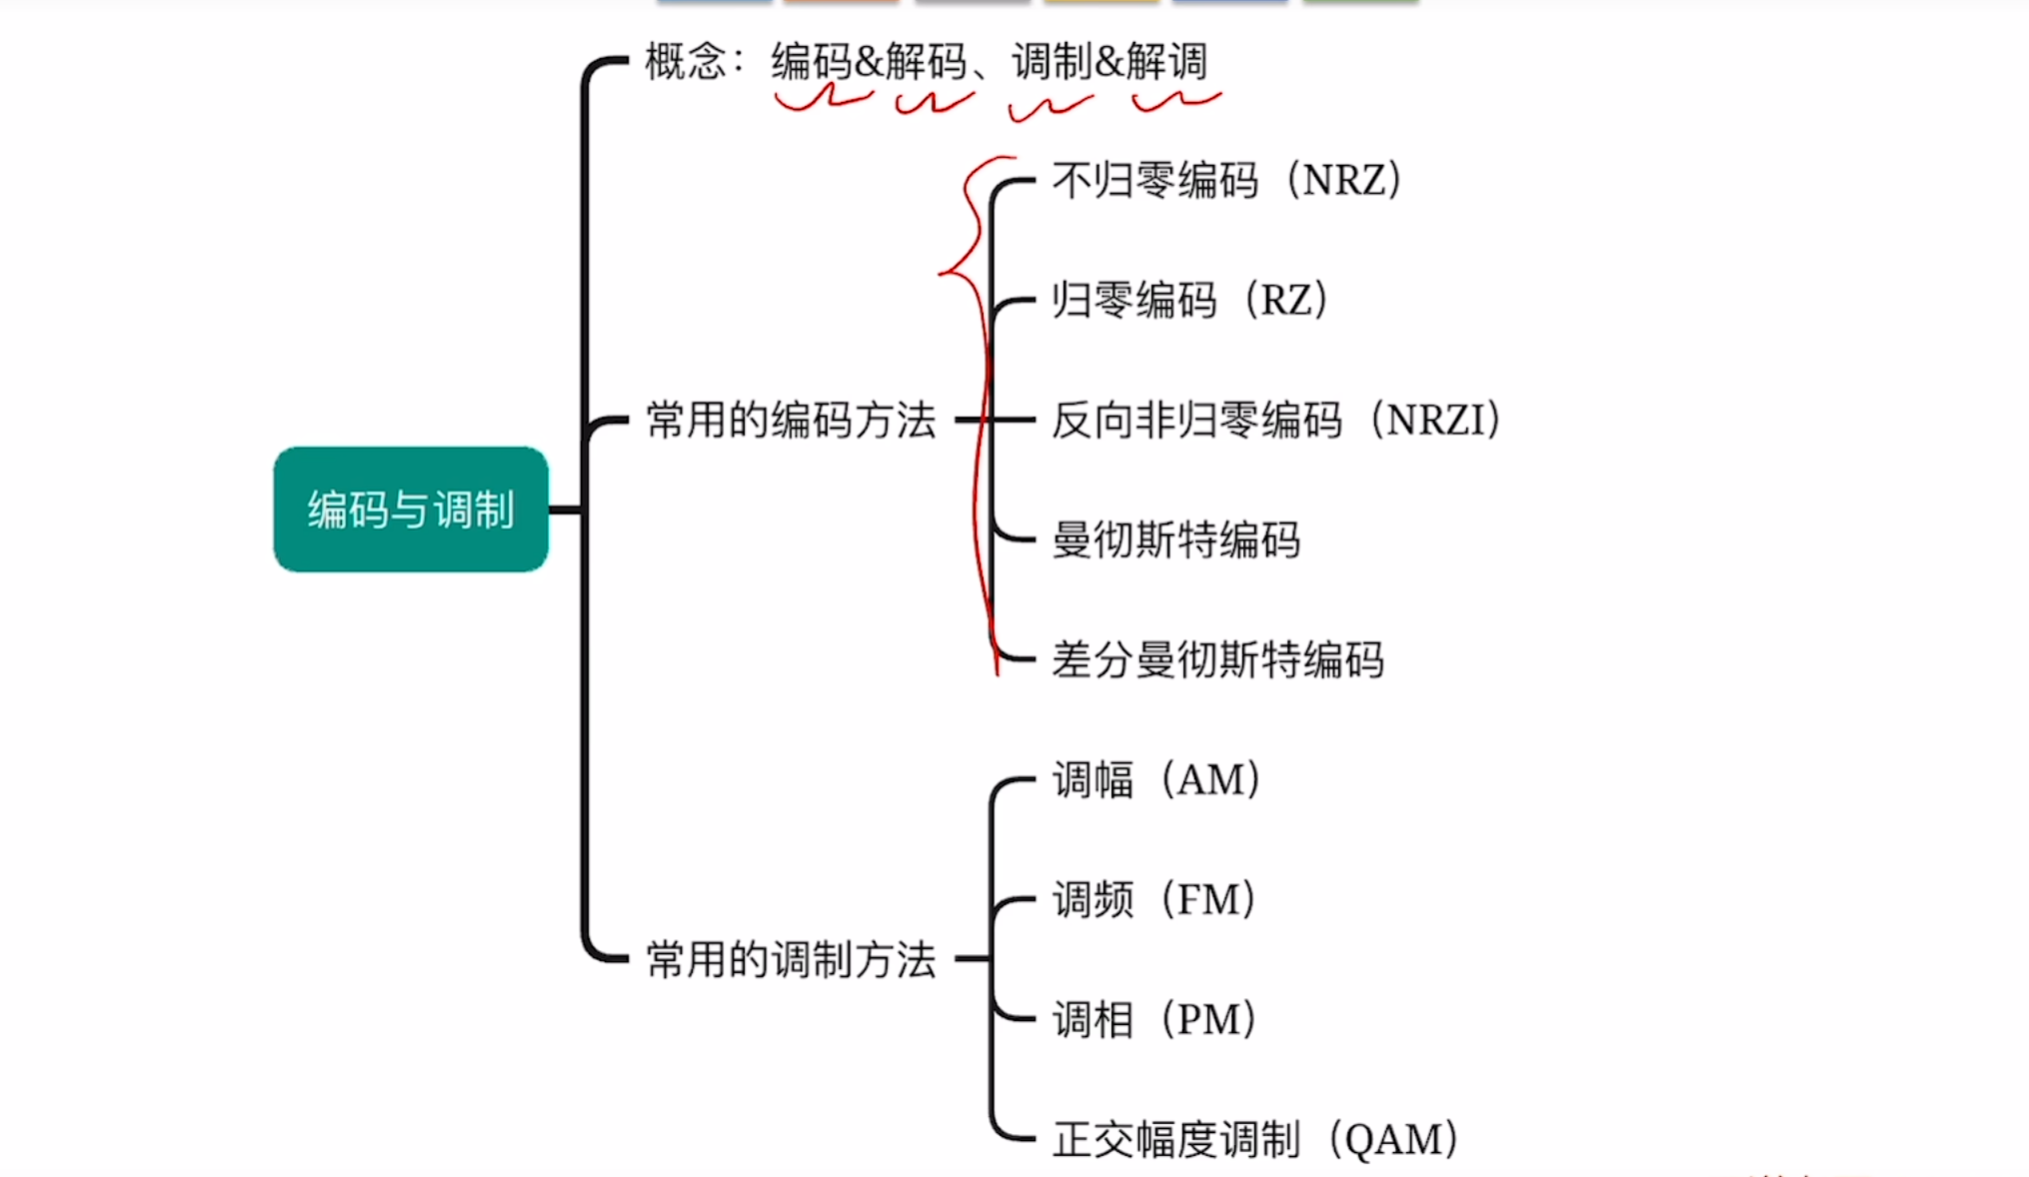 概念：编码&解码、调制&解调
不归零编码（NRZ）
归零编码（RZ）
常用的编码方法
反向非归零编码（NRZI）
编码与调制
曼彻斯特编码
差分曼彻斯特编码
调幅（AM）
调频（FM）
常用的调制方法
调相（PM）
正交幅度调制（QAM）